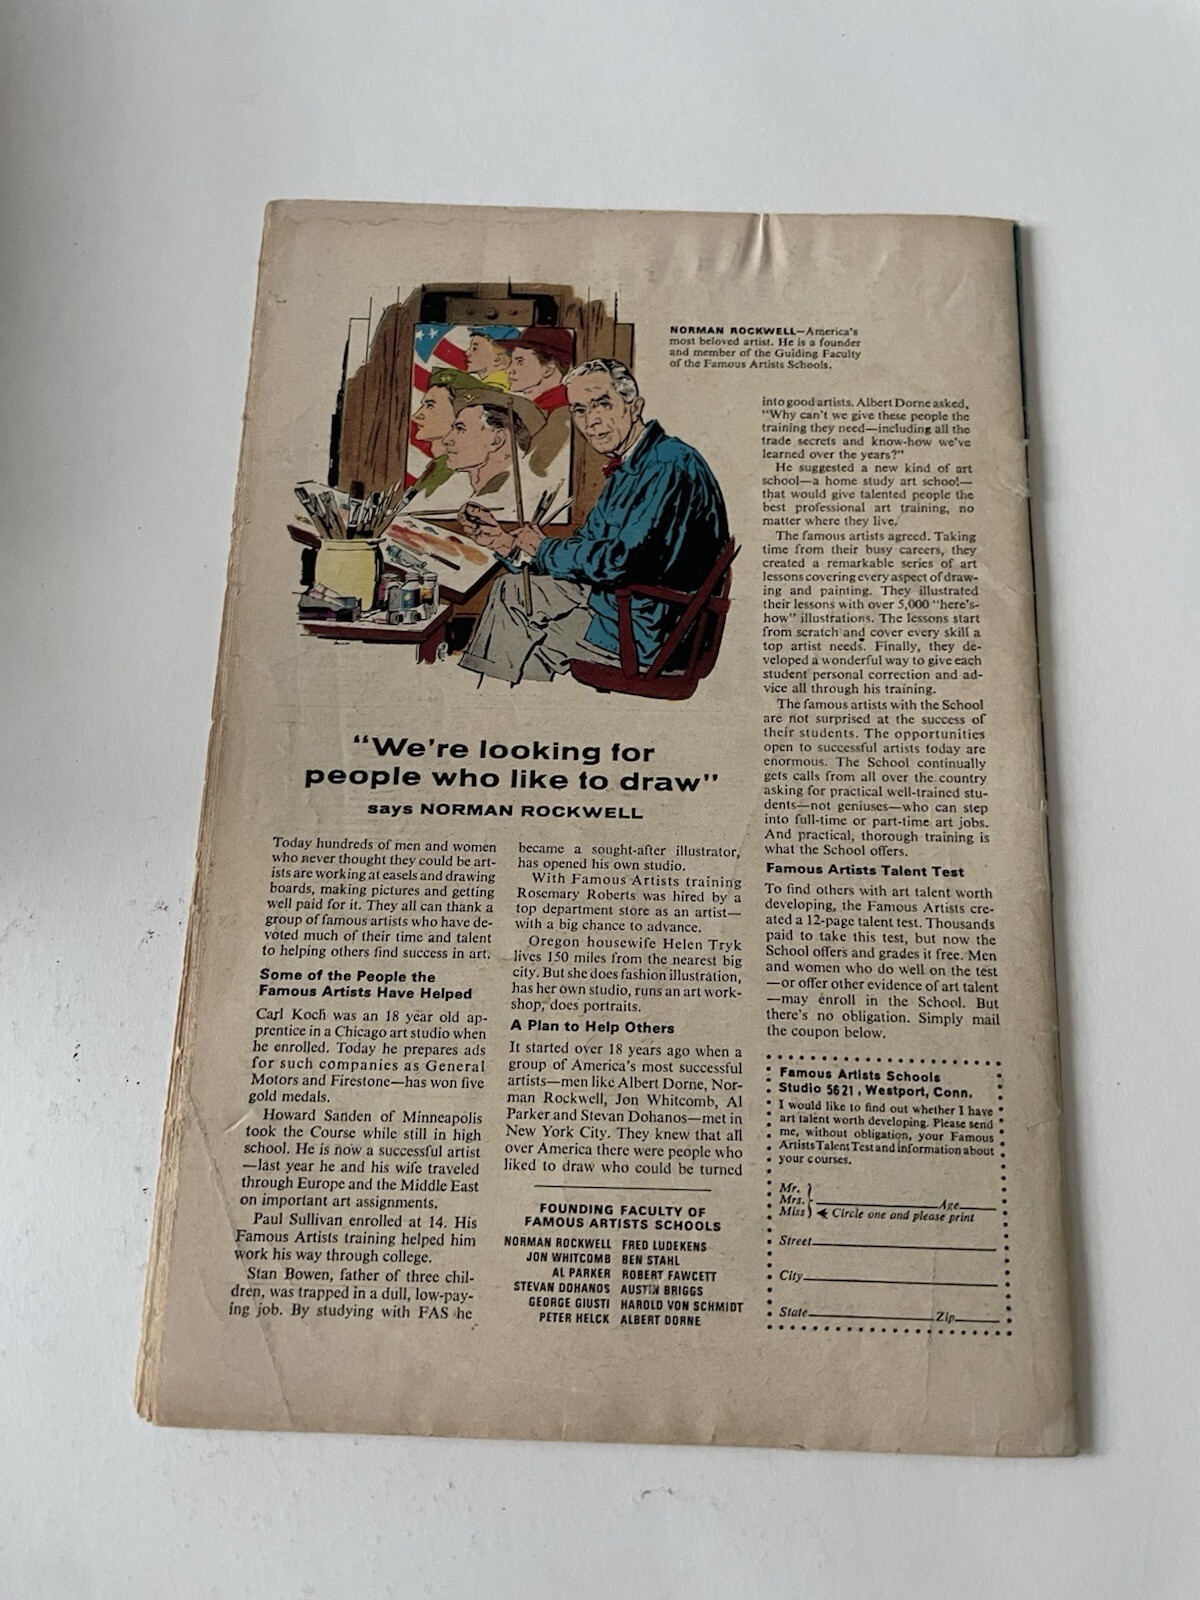 NORMAN ROCKWELL—America's
most beloved artist. He is a founder
and member of the Guiding Faculty
of the Famous Artists Schools.
"We're looking for
people who like to draw"
says NORMAN ROCKWELL
Today hundreds of men and women
who never thought they could be art-
ists are working at easels and drawing
boards, making pictures and getting
well paid for it. They all can thank a
group of famous artists who have de-
voted much of their time and talent
to helping others find success in art.
Some of the People the
Famous Artists Have Helped
Carl Koch was an 18 year old ap-
prentice in a Chicago art studio when
he enrolled. Today he prepares ads
for such companies as General
Motors and Firestone—has won five
gold medals.
Howard Sanden of Minneapolis
took the Course while still in high
school. He is now a successful artist
—last year he and his wife traveled
through Europe and the Middle East
on important art assignments.
Paul Sullivan enrolled at 14. His
Famous Artists training helped him
work his way through college.
Stan Bowen, father of three chil-
dren, was trapped in a dull, low-pay-
ing job. By studying with FAS he
became a sought-after illustrator,
has opened his own studio.
With Famous Artists training
Rosemary Roberts was hired by a
top department store as an artist—
with a big chance to advance.
Oregon housewife Helen Tryk
lives 150 miles from the nearest big
city. But she does fashion illustration,
has her own studio, runs an art work-
shop, does portraits.
A Plan to Help Others
It started over 18 years ago when a
group of America's most successful
artists—men like Albert Dorne, Nor-
man Rockwell, Jon Whitcomb, Al
Parker and Stevan Dohanos—met in
New York City. They knew that all
over America there were people who
liked to draw who could be turned
FOUNDING FACULTY OF
FAMOUS ARTISTS SCHOOLS
NORMAN ROCKWELL FRED LUDEKENS
JON WHITCOMB BEN STAHL
AL PARKER ROBERT FAWCETT
STEVAN DOHANOS AUSTIN BRIGGS
GEORGE GIUSTI HAROLD VON SCHMIDT
PETER HELCK ALBERT DORNE
into good artists. Albert Dorne asked,
"Why can't we give these people the
training they need—including all the
trade secrets and know-how we've
learned over the years?"
He suggested a new kind of art
school—a home study art school—
that would give talented people the
best professional art training, no
matter where they live.
The famous artists agreed. Taking
time from their busy careers, they
created a remarkable series of art
lessons covering every aspect of draw-
ing and painting. They illustrated
their lessons with over 5,000 "here's-
how" illustrations. The lessons start
from scratch and cover every skill a
top artist needs. Finally, they de-
veloped a wonderful way to give each
student personal correction and ad-
vice all through his training.
The famous artists with the School
are not surprised at the success of
their students. The opportunities
open to successful artists today are
enormous. The School continually
gets calls from all over the country
asking for practical well-trained stu-
dents—not geniuses—who can step
into full-time or part-time art jobs.
And practical, thorough training is
what the School offers.
Famous Artists Talent Test
To find others with art talent worth
developing, the Famous Artists cre-
ated a 12-page talent test. Thousands
paid to take this test, but now the
School offers and grades it free. Men
and women who do well on the test
—or offer other evidence of art talent
—may enroll in the School. But
there's no obligation. Simply mail
the coupon below.
Famous Artists Schools
Studio 5621, Westport, Conn.
I would like to find out whether I have
art talent worth developing. Please send
me, without obligation, your Famous
Artists Talent Test and information about
your courses.
Mr.
Mrs. Age
Miss Circle one and please print
Street
City
State Zip